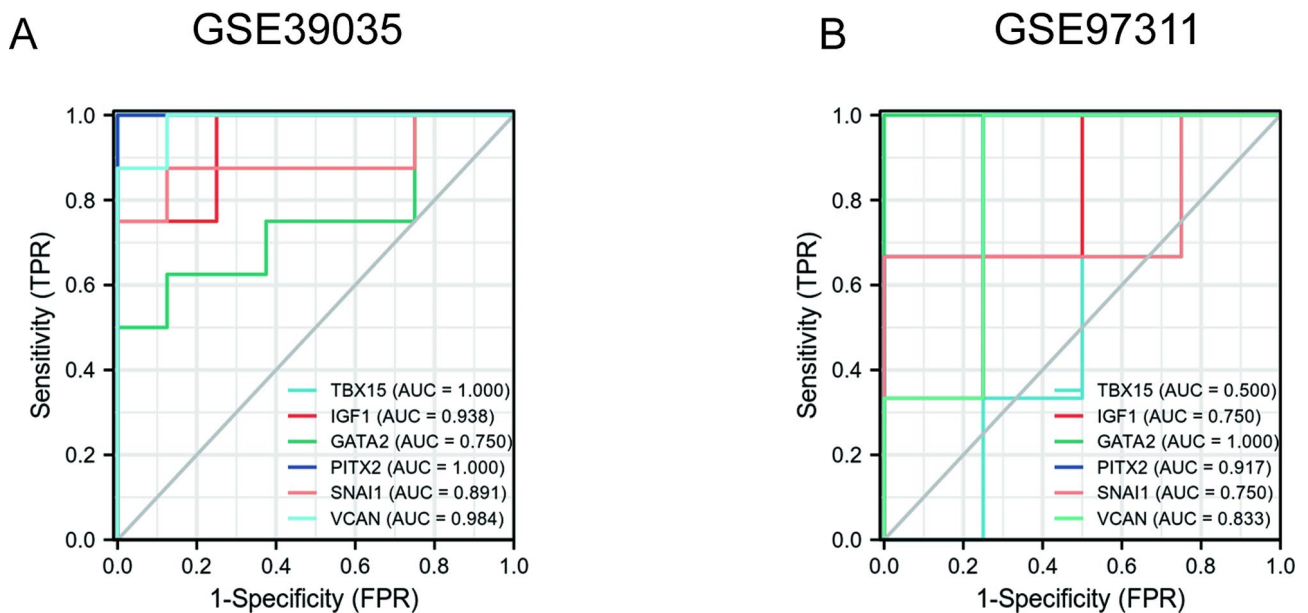 A GSE39035
1.0
0.8
0.6
0.4
0.2
0.0
Sensitivity (TPR)
TBX15 (AUC = 1.000)
IGF1 (AUC = 0.938)
GATA2 (AUC = 0.750)
PITX2 (AUC = 1.000)
SNAI1 (AUC = 0.891)
VCAN (AUC = 0.984)
0.0 0.2 0.4 0.6 0.8 1.0
1-Specificity (FPR)
B GSE97311
1.0
0.8
0.6
0.4
0.2
0.0
Sensitivity (TPR)
TBX15 (AUC = 0.500)
IGF1 (AUC = 0.750)
GATA2 (AUC = 1.000)
PITX2 (AUC = 0.917)
SNAI1 (AUC = 0.750)
VCAN (AUC = 0.833)
0.0 0.2 0.4 0.6 0.8 1.0
1-Specificity (FPR)